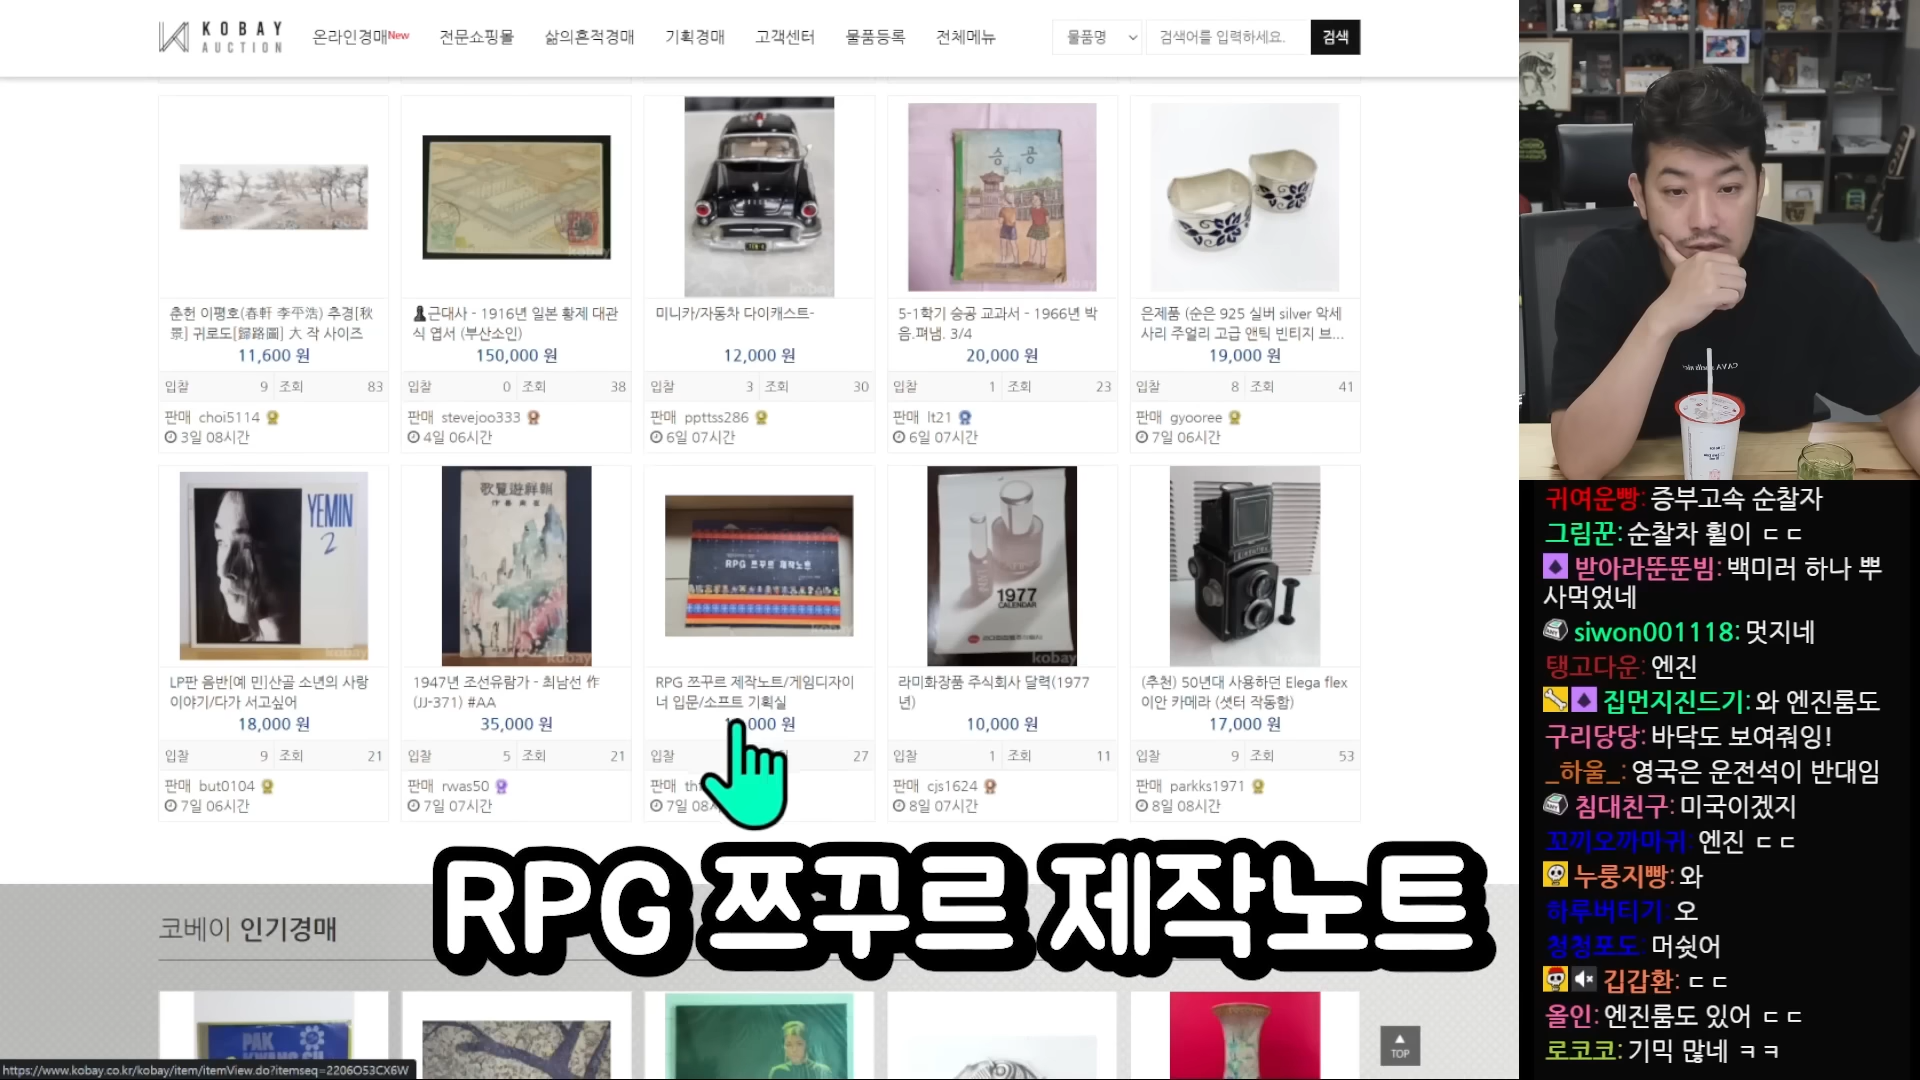 KOBAY
AUCTION
온라인경매New
전문쇼핑몰
삶의흔적경매
기획경매
고객센터
물품등록
전체메뉴
물품명
검색어를 입력하세요.
검색
승 공
춘헌 이평호(春軒 李平浩) 추경[秋
景] 귀로도[歸路圖] 大 작 사이즈
11,600 원
입찰 9 조회 83
판매 choi5114
3일 08시간
근대사 - 1916년 일본 황제 대관
식 엽서 (부산소인)
150,000 원
입찰 0 조회 38
판매 stevejoo333
4일 06시간
미니카/자동차 다이캐스트-
12,000 원
입찰 3 조회 30
판매 ppttss286
6일 07시간
5-1학기 승공 교과서 - 1966년 박
음.펴냄. 3/4
20,000 원
입찰 1 조회 23
판매 lt21
6일 07시간
은제품 (순은 925 실버 silver 악세
사리 주얼리 고급 앤틱 빈티지 브...
19,000 원
입찰 8 조회 41
판매 gyooree
7일 06시간
YEMIN
2
RPG 쯔꾸르 제작노트
1977
CALENDAR
kobay
LP판 음반[예 민]산골 소년의 사랑
이야기/다가 서고싶어
18,000 원
입찰 9 조회 21
판매 but0104
7일 06시간
1947년 조선유람가 - 최남선 作
(JJ-371) #AA
35,000 원
입찰 5 조회 21
판매 rwas50
7일 07시간
RPG 쯔꾸르 제작노트/게임디자이
너 입문/소프트 기획실
000 원
입찰 27
판매
7일
라미화장품 주식회사 달력(1977
년)
10,000 원
입찰 1 조회 11
판매 cjs1624
8일 07시간
(추천) 50년대 사용하던 Elega flex
이안 카메라 (셧터 작동함)
17,000 원
입찰 9 조회 53
판매 parkks1971
8일 08시간
RPG 쯔꾸르 제작노트
코베이 인기경매
PAK
TOP
https://www.kobay.co.kr/kobay/item/itemView.do?itemseq=2206O53CX6W
귀여운빵: 증부고속 순찰자
그림꾼: 순찰차 휠이 ㄷㄷ
받아라뚠뚠빔: 백미러 하나 뿌
사먹었네
siwon001118: 멋지네
탱고다운: 엔진
집먼지진드기: 와 엔진룸도
구리당당: 바닥도 보여줘잉!
_하울_: 영국은 운전석이 반대임
침대친구: 미국이겠지
꼬끼오까마귀: 엔진 ㄷㄷ
누룽지빵: 와
하루버티기: 오
청청포도: 머쉿어
김갑환: ㄷㄷ
올인: 엔진룸도 있어 ㄷㄷ
로코코: 기믹 많네 ㅋㅋ